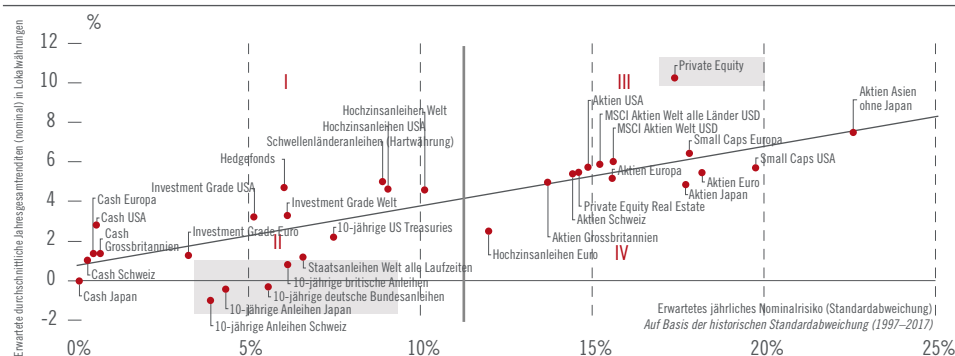 Erwartete durchschnittliche Jahresgesamtrenditen (nominal) in Lokalwährungen
%
12
10
8
6
4
2
0
-2
0%
5%
10%
15%
20%
25%
I
II
III
IV
Private Equity
Aktien Asien
ohne Japan
Aktien USA
MSCI Aktien Welt alle Länder USD
MSCI Aktien Welt USD
Small Caps Europa
Small Caps USA
Aktien Europa
Aktien Euro
Aktien Japan
Private Equity Real Estate
Aktien Schweiz
Aktien Grossbritannien
Hochzinsanleihen Euro
Hochzinsanleihen Welt
Hochzinsanleihen USA
Schwellenländeranleihen (Hartwährung)
Hedgefonds
Investment Grade USA
Investment Grade Welt
Investment Grade Euro
10-jährige US Treasuries
Cash Europa
Cash USA
Cash
Grossbritannien
Cash Schweiz
Cash Japan
Staatsanleihen Welt alle Laufzeiten
10-jährige britische Anleihen
10-jährige deutsche Bundesanleihen
10-jährige Anleihen Japan
10-jährige Anleihen Schweiz
Erwartetes jährliches Nominalrisiko (Standardabweichung)
Auf Basis der historischen Standardabweichung (1997–2017)